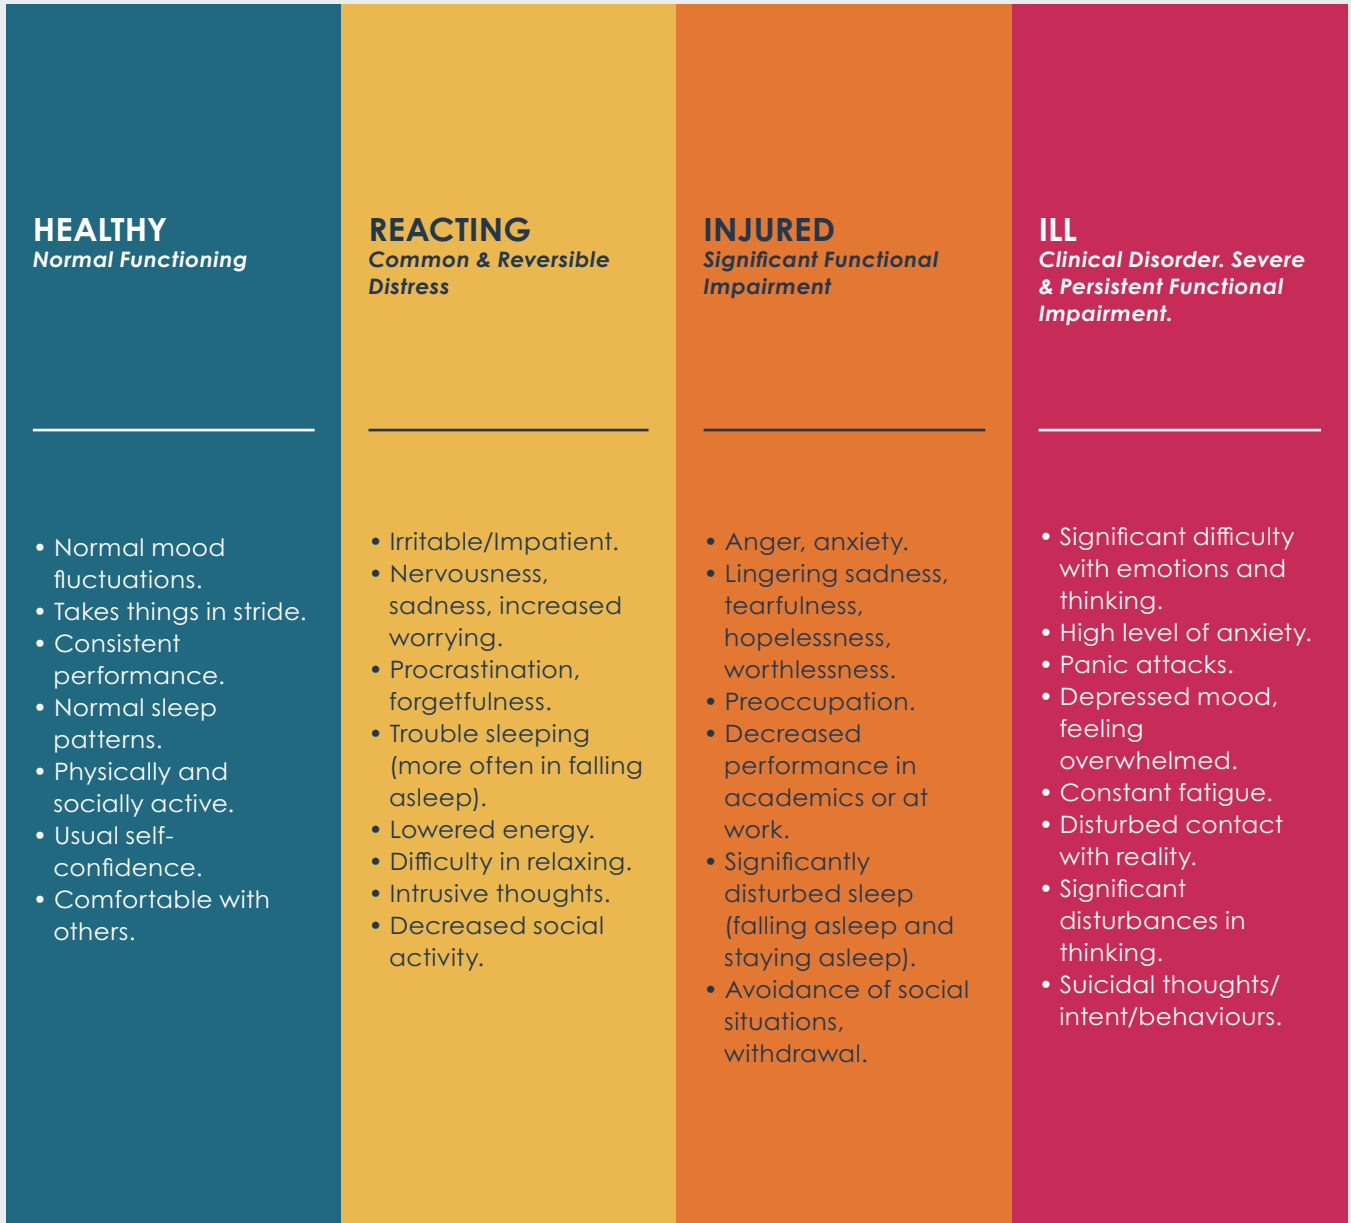 HEALTHY
Normal Functioning
• Normal mood
fluctuations.
• Takes things in stride.
• Consistent
performance.
• Normal sleep
patterns.
• Physically and
socially active.
• Usual self-
confidence.
• Comfortable with
others.
REACTING
Common & Reversible
Distress
• Irritable/Impatient.
• Nervousness,
sadness, increased
worrying.
• Procrastination,
forgetfulness.
• Trouble sleeping
(more often in falling
asleep).
• Lowered energy.
• Difficulty in relaxing.
• Intrusive thoughts.
• Decreased social
activity.
INJURED
Significant Functional
Impairment
• Anger, anxiety.
• Lingering sadness,
tearfulness,
hopelessness,
worthlessness.
• Preoccupation.
• Decreased
performance in
academics or at
work.
• Significantly
disturbed sleep
(falling asleep and
staying asleep).
• Avoidance of social
situations,
withdrawal.
ILL
Clinical Disorder. Severe
& Persistent Functional
Impairment.
• Significant difficulty
with emotions and
thinking.
• High level of anxiety.
• Panic attacks.
• Depressed mood,
feeling
overwhelmed.
• Constant fatigue.
• Disturbed contact
with reality.
• Significant
disturbances in
thinking.
• Suicidal thoughts/
intent/behaviours.